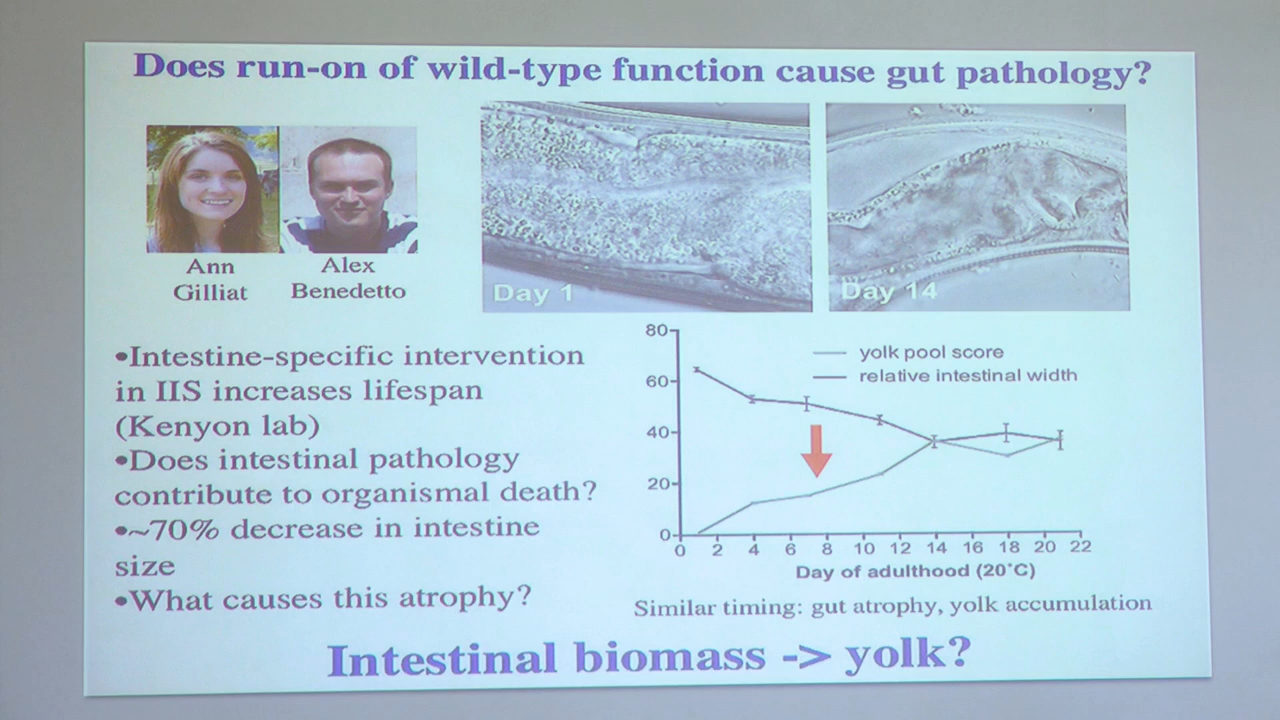 Does run-on of wild-type function cause gut pathology?
Ann
Gilliat
Alex
Benedetto
Day 1
Day 14
•Intestine-specific intervention
in IIS increases lifespan
(Kenyon lab)
•Does intestinal pathology
contribute to organismal death?
•~70% decrease in intestine
size
•What causes this atrophy?
80
60
40
20
0
yolk pool score
relative intestinal width
0 2 4 6 8 10 12 14 16 18 20 22
Day of adulthood (20°C)
Similar timing: gut atrophy, yolk accumulation
Intestinal biomass -> yolk?